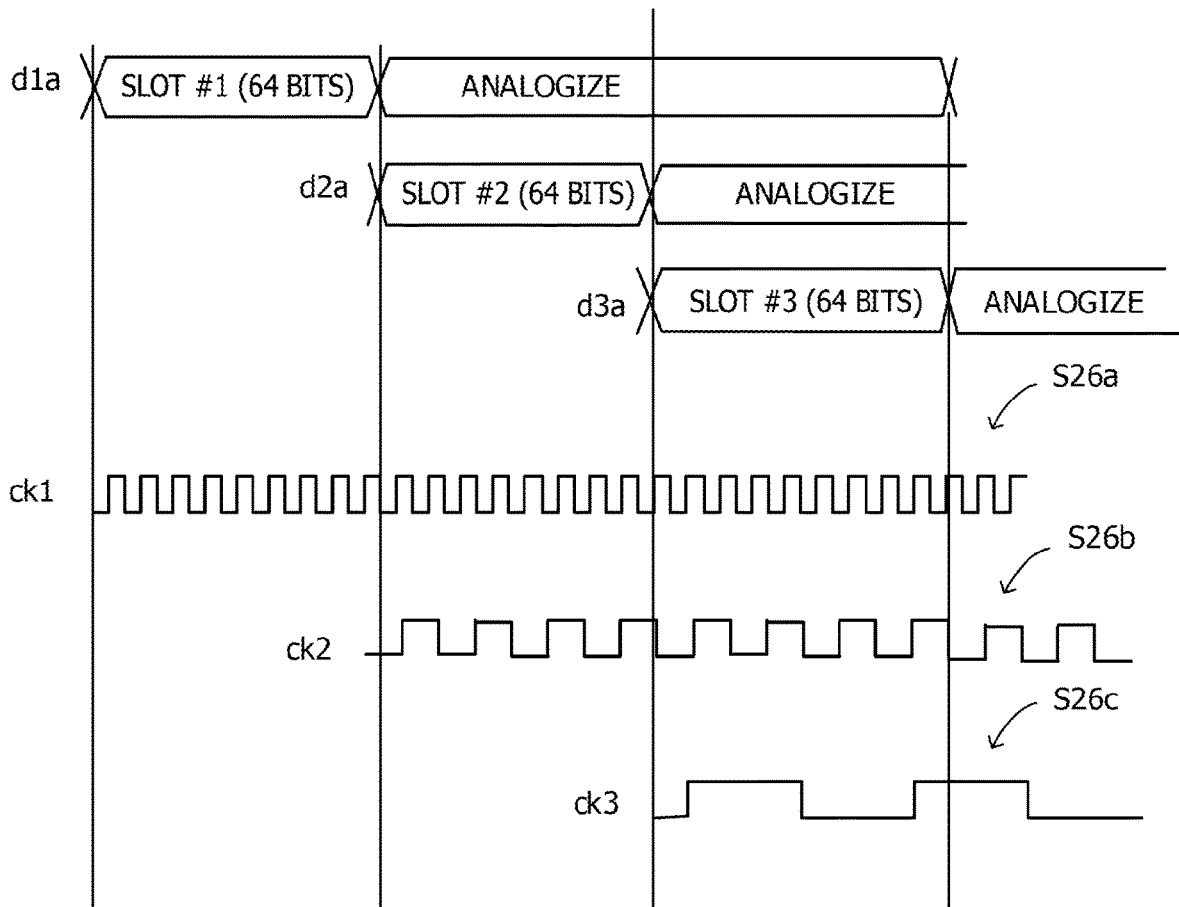 d1a SLOT #1 (64 BITS) ANALOGIZE
d2a SLOT #2 (64 BITS) ANALOGIZE
d3a SLOT #3 (64 BITS) ANALOGIZE
S26a
ck1
S26b
ck2
S26c
ck3